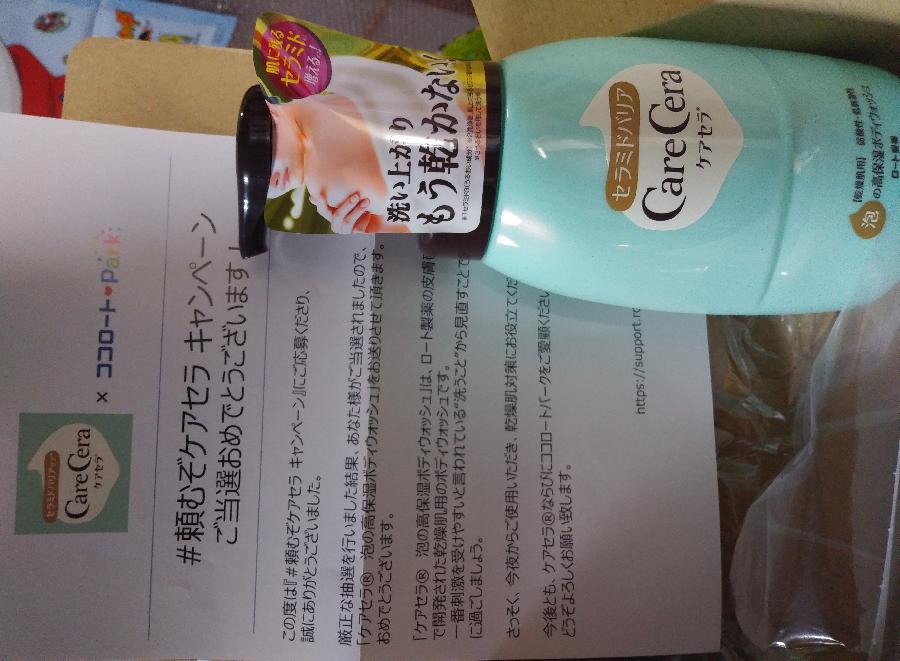 セラミドバリア
CareCera
ケアセラ®
×
ココロート Park
#頼むぞケアセラ キャンペーン
ご当選おめでとうございます!
この度は『#頼むぞケアセラ キャンペーン』にご応募くださり、
誠にありがとうございました。
厳正な抽選を行いました結果、あなた様がご当選されましたので、
「ケアセラ® 泡の高保湿ボディウォッシュ」をお送りさせて頂きます。
おめでとうございます。
「ケアセラ® 泡の高保湿ボディウォッシュ」は、ロート製薬の皮膚
で開発された乾燥肌用のボディウォッシュです。
一番刺激を受けやすいと言われている"洗うこと"から見直すことで
に過ごしましょう。
さっそく、今夜からご使用いただき、乾燥肌対策にお役立てくだ
今後とも、ケアセラ®ならびにココロートパークをご愛顧ください
どうぞよろしくお願い致します。
https://support.ro
肌に残る
セラミド
増える!
洗い上がり
もう乾かない!
セラミドバリア
CareCera
ケアセラ®
【乾燥肌用】 弱酸性・低刺激性
泡の高保湿ボディウォッシュ
ロート製薬